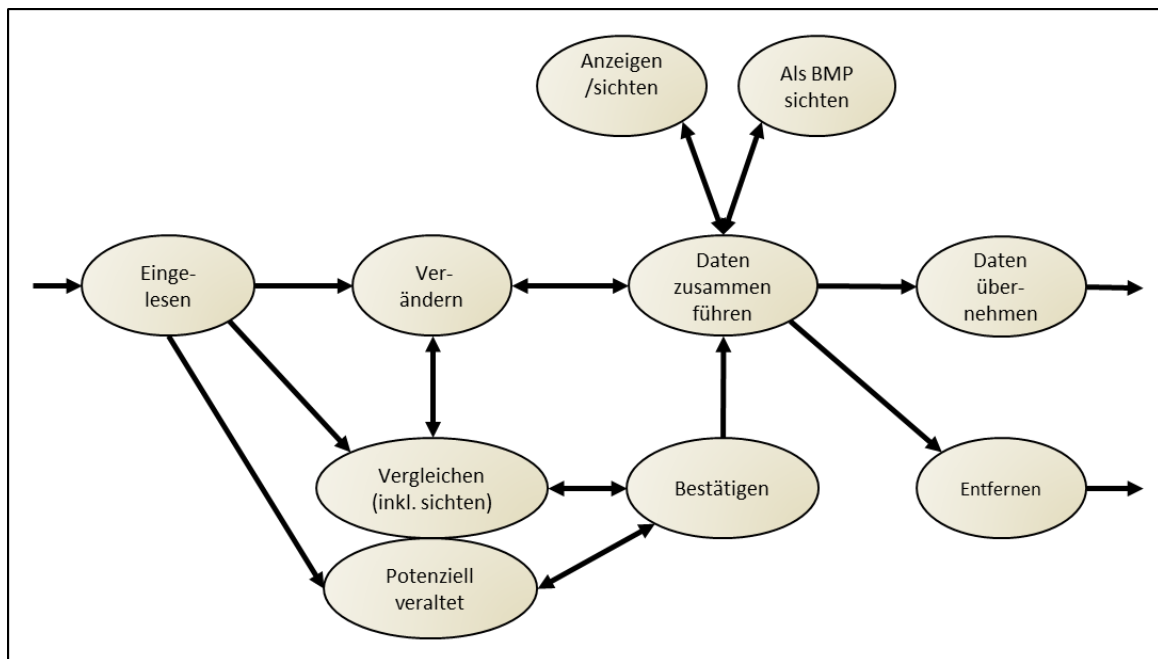 Anzeigen
/sichten
Als BMP
sichten
Einge-
lesen
Ver-
ändern
Daten
zusammen
führen
Daten
über-
nehmen
Vergleichen
(inkl. sichten)
Bestätigen
Entfernen
Potenziell
veraltet